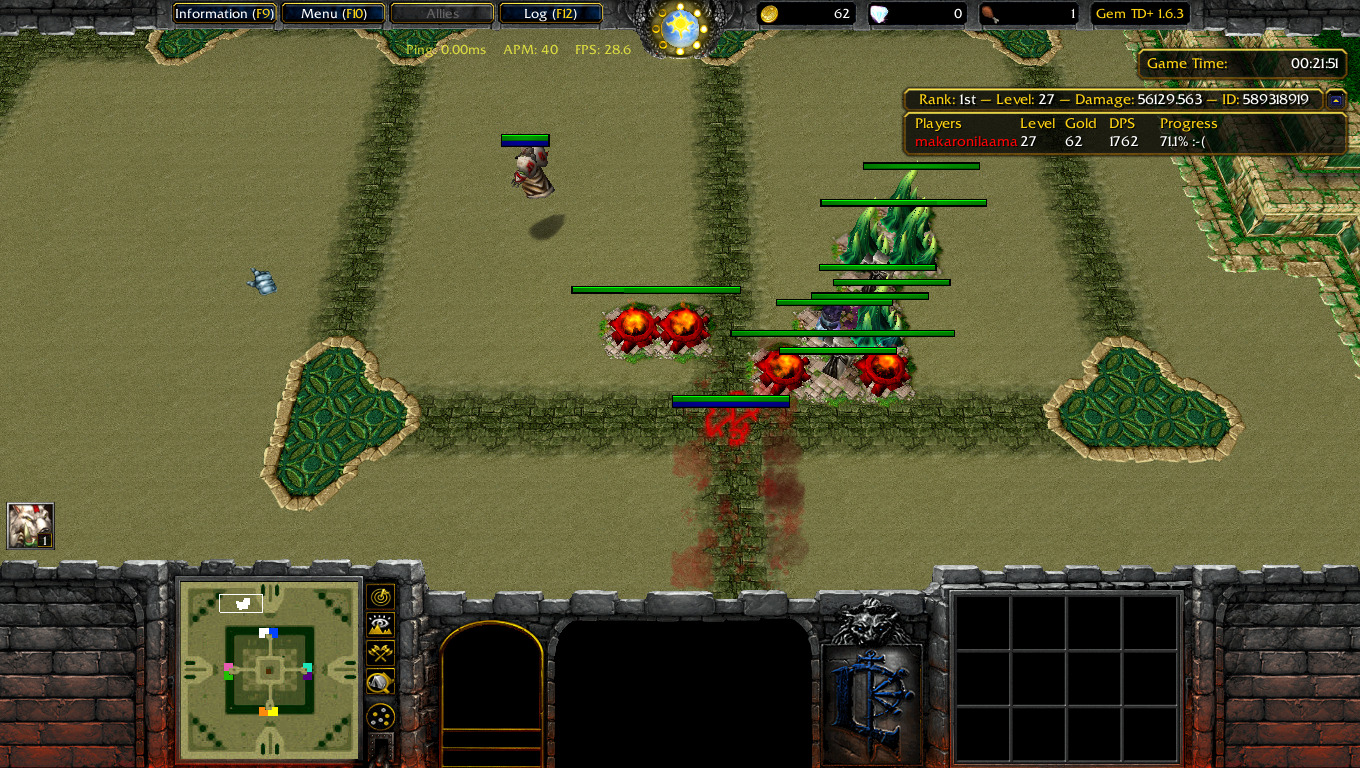 Information (F9) Menu (F10) Allies Log (F12) 62 0 1 Gem TD+ 1.6.3
Ping: 0.00ms APM: 40 FPS: 28.6
Game Time: 00:21:51
Rank: 1st — Level: 27 — Damage: 56129.563 — ID: 589318919
Players Level Gold DPS Progress
makaronilaama 27 62 1762 71.1% :-(
1